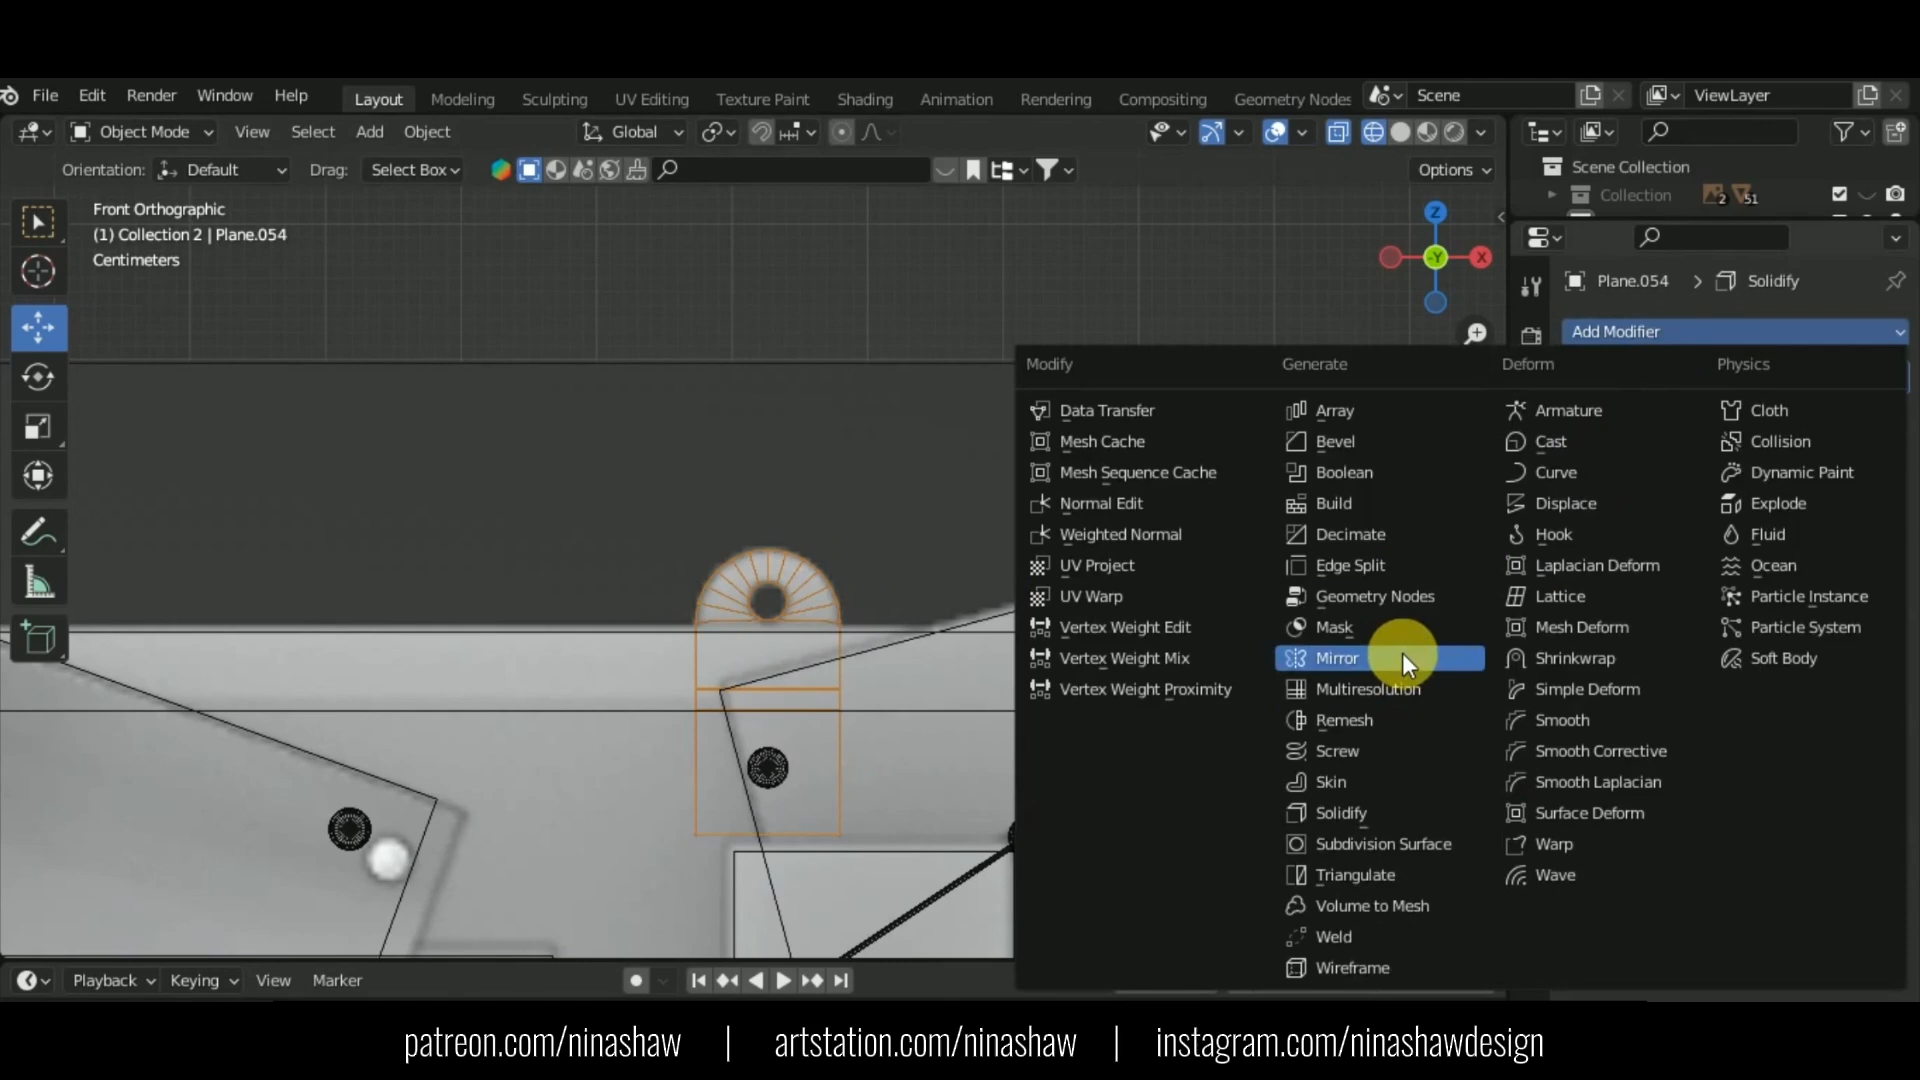 File Edit Render Window Help Layout Modeling Sculpting UV Editing Texture Paint Shading Animation Rendering Compositing Geometry Nodes Scene ViewLayer
Object Mode View Select Add Object Global
Orientation: Default Drag: Select Box Options
Scene Collection
Collection 2 51
Front Orthographic
(1) Collection 2 | Plane.054
Centimeters
Z
-Y
X
Plane.054 > Solidify
Add Modifier
Modify Generate Deform Physics
Data Transfer Array Armature Cloth
Mesh Cache Bevel Cast Collision
Mesh Sequence Cache Boolean Curve Dynamic Paint
Normal Edit Build Displace Explode
Weighted Normal Decimate Hook Fluid
UV Project Edge Split Laplacian Deform Ocean
UV Warp Geometry Nodes Lattice Particle Instance
Vertex Weight Edit Mask Mesh Deform Particle System
Vertex Weight Mix Mirror Shrinkwrap Soft Body
Vertex Weight Proximity Multiresolution Simple Deform
Remesh Smooth
Screw Smooth Corrective
Skin Smooth Laplacian
Solidify Surface Deform
Subdivision Surface Warp
Triangulate Wave
Volume to Mesh
Weld
Wireframe
Playback Keying View Marker
patreon.com/ninashaw | artstation.com/ninashaw | instagram.com/ninashawdesign